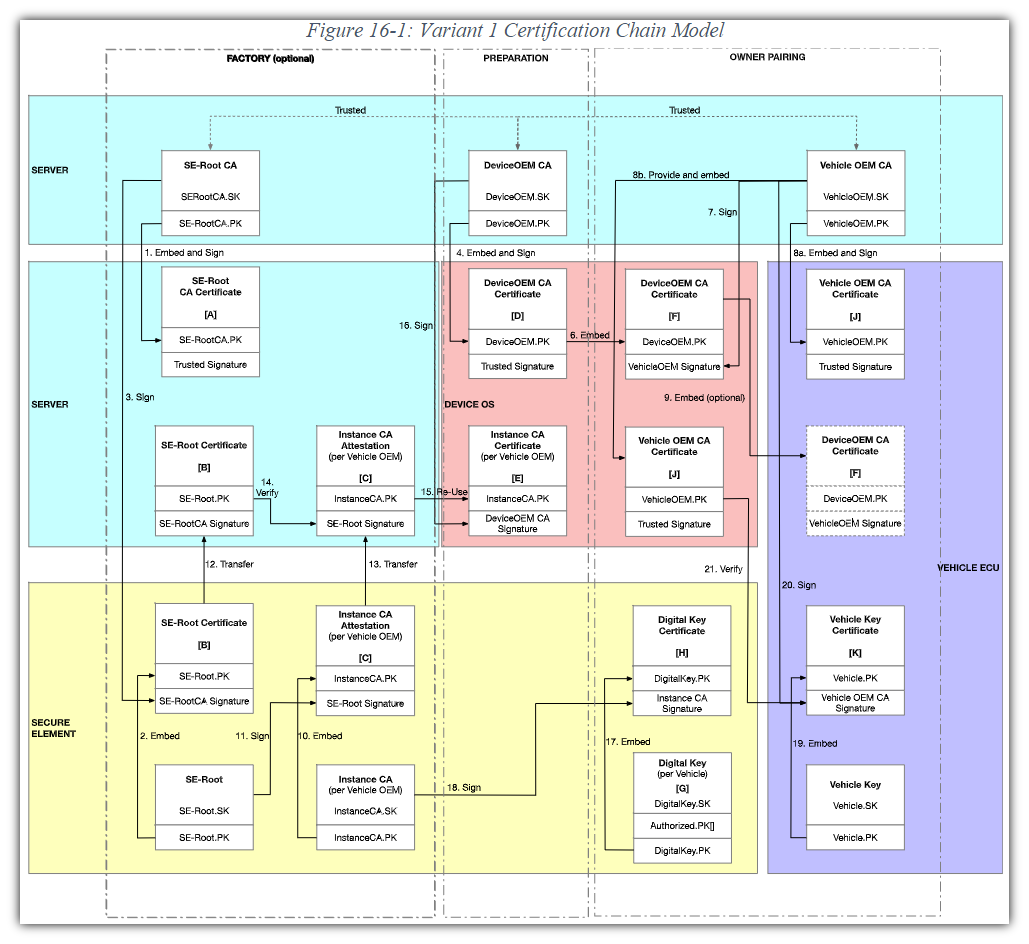 Figure 16-1: Variant 1 Certification Chain Model
FACTORY (optional)
PREPARATION
OWNER PAIRING
Trusted
Trusted
SERVER
SE-Root CA
SERootCA.SK
SE-RootCA.PK
DeviceOEM CA
DeviceOEM.SK
DeviceOEM.PK
8b. Provide and embed
7. Sign
Vehicle OEM CA
VehicleOEM.SK
VehicleOEM.PK
1. Embed and Sign
4. Embed and Sign
8a. Embed and Sign
SE-Root
CA Certificate
[A]
SE-RootCA.PK
Trusted Signature
16. Sign
DeviceOEM CA
Certificate
[D]
DeviceOEM.PK
Trusted Signature
6. Embed
DeviceOEM CA
Certificate
[F]
DeviceOEM.PK
VehicleOEM Signature
Vehicle OEM CA
Certificate
[J]
VehicleOEM.PK
Trusted Signature
3. Sign
9. Embed (optional)
SERVER
DEVICE OS
SE-Root Certificate
[B]
SE-Root.PK
SE-RootCA Signature
14.
Verify
Instance CA
Attestation
(per Vehicle OEM)
[C]
InstanceCA.PK
SE-Root Signature
15. Re-Use
Instance CA
Certificate
(per Vehicle OEM)
[E]
InstanceCA.PK
DeviceOEM CA
Signature
Vehicle OEM CA
Certificate
[J]
VehicleOEM.PK
Trusted Signature
DeviceOEM CA
Certificate
[F]
DeviceOEM.PK
VehicleOEM Signature
12. Transfer
13. Transfer
21. Verify
VEHICLE ECU
20. Sign
SE-Root Certificate
[B]
SE-Root.PK
SE-RootCA Signature
Instance CA
Attestation
(per Vehicle OEM)
[C]
InstanceCA.PK
SE-Root Signature
Digital Key
Certificate
[H]
DigitalKey.PK
Instance CA
Signature
Vehicle Key
Certificate
[K]
Vehicle.PK
Vehicle OEM CA
Signature
SECURE
ELEMENT
2. Embed
11. Sign
10. Embed
17. Embed
19. Embed
SE-Root
SE-Root.SK
SE-Root.PK
Instance CA
(per Vehicle OEM)
InstanceCA.SK
InstanceCA.PK
18. Sign
Digital Key
(per Vehicle)
[G]
DigitalKey.SK
Authorized.PK[]
DigitalKey.PK
Vehicle Key
Vehicle.SK
Vehicle.PK